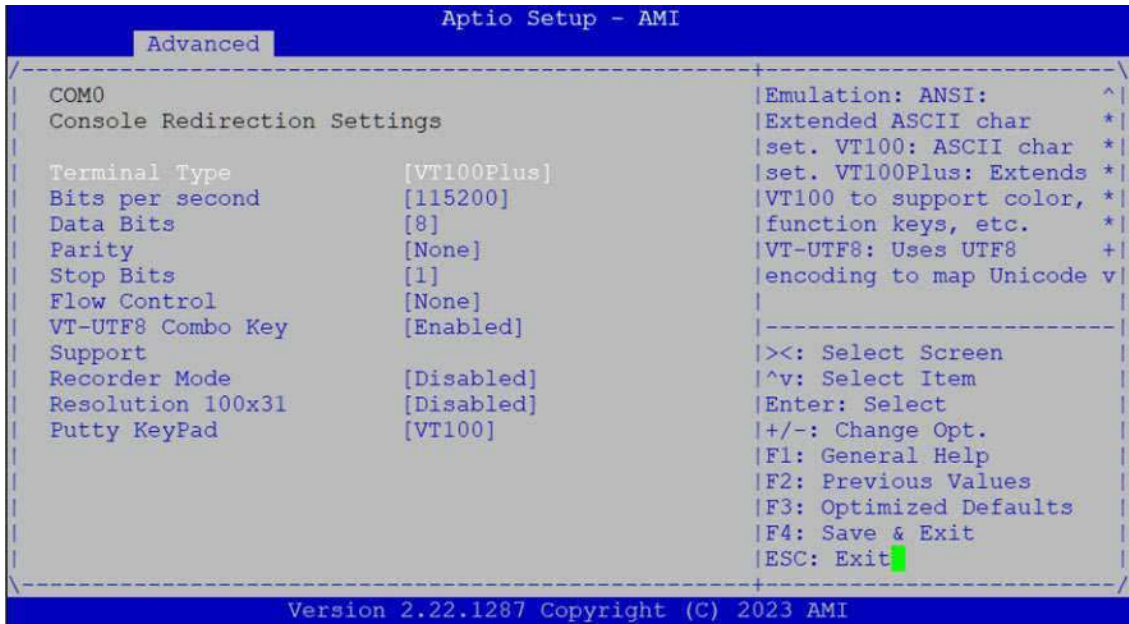 Aptio Setup - AMI
Advanced
/----------------------------------------------------+-------------------------\
| COM0 |Emulation: ANSI: ^|
| Console Redirection Settings |Extended ASCII char *|
| |set. VT100: ASCII char *|
| Terminal Type [VT100Plus] |set. VT100Plus: Extends *|
| Bits per second [115200] |VT100 to support color, *|
| Data Bits [8] |function keys, etc. *|
| Parity [None] |VT-UTF8: Uses UTF8 +|
| Stop Bits [1] |encoding to map Unicode v|
| Flow Control [None] | |
| VT-UTF8 Combo Key [Enabled] |-------------------------|
| Support |><: Select Screen |
| Recorder Mode [Disabled] |^v: Select Item |
| Resolution 100x31 [Disabled] |Enter: Select |
| Putty KeyPad [VT100] |+/-: Change Opt. |
| |F1: General Help |
| |F2: Previous Values |
| |F3: Optimized Defaults |
| |F4: Save & Exit |
| |ESC: Exit |
\----------------------------------------------------+-------------------------/
Version 2.22.1287 Copyright (C) 2023 AMI